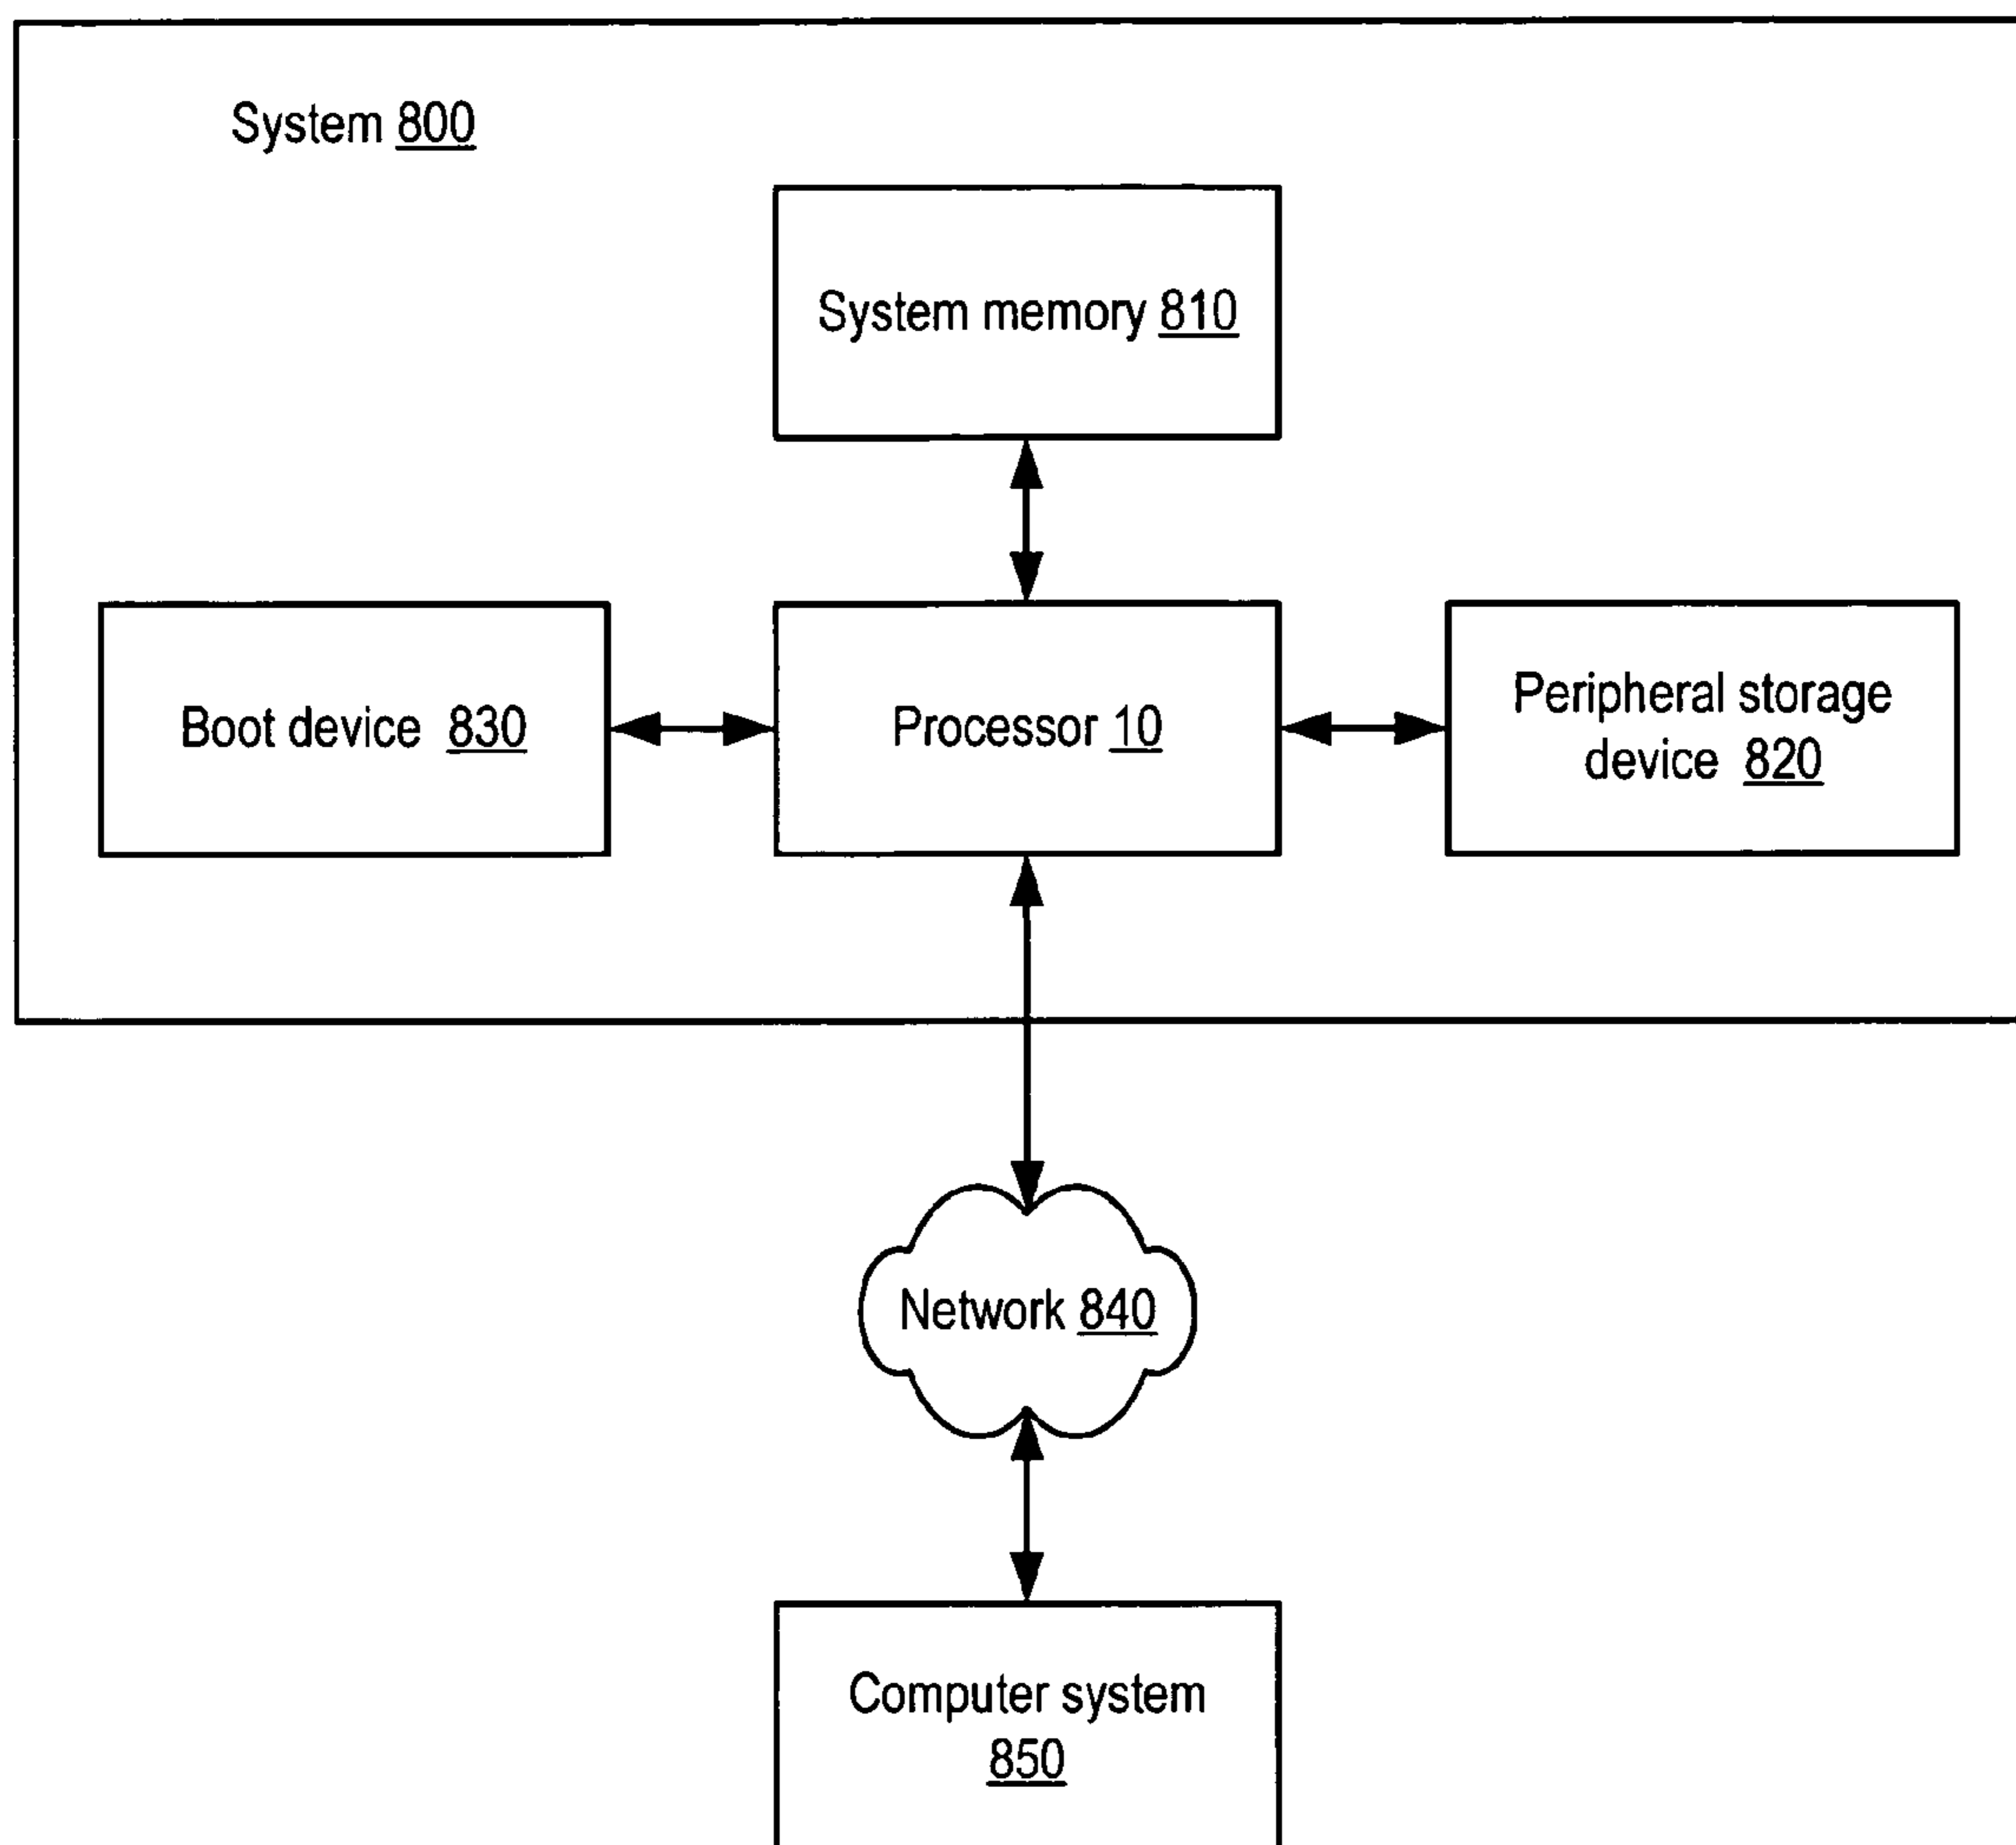 System 800
System memory 810
Boot device 830
Processor 10
Peripheral storage
device 820
Network 840
Computer system
850